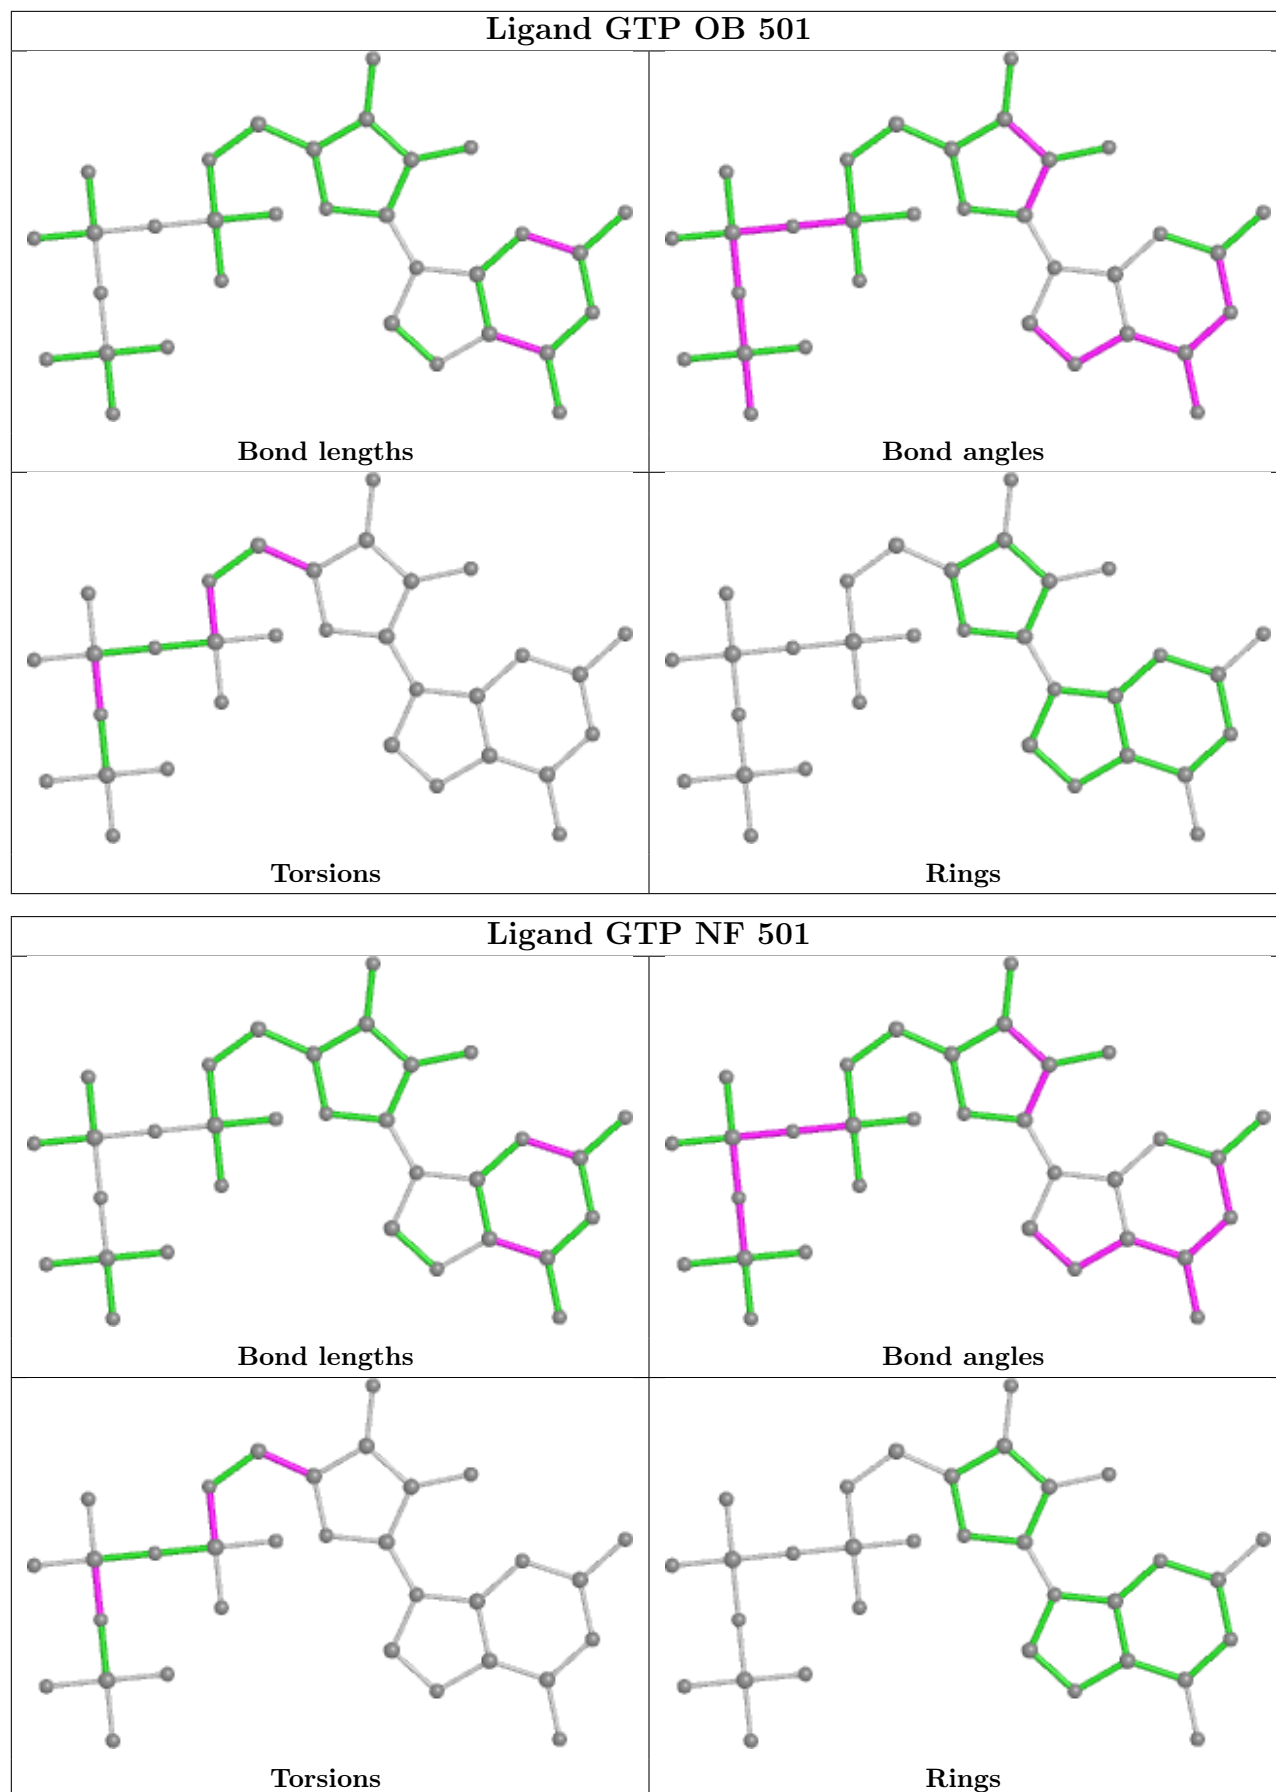 Ligand GTP OB 501
Bond lengths
Bond angles
Torsions
Rings
Ligand GTP NF 501
Bond lengths
Bond angles
Torsions
Rings